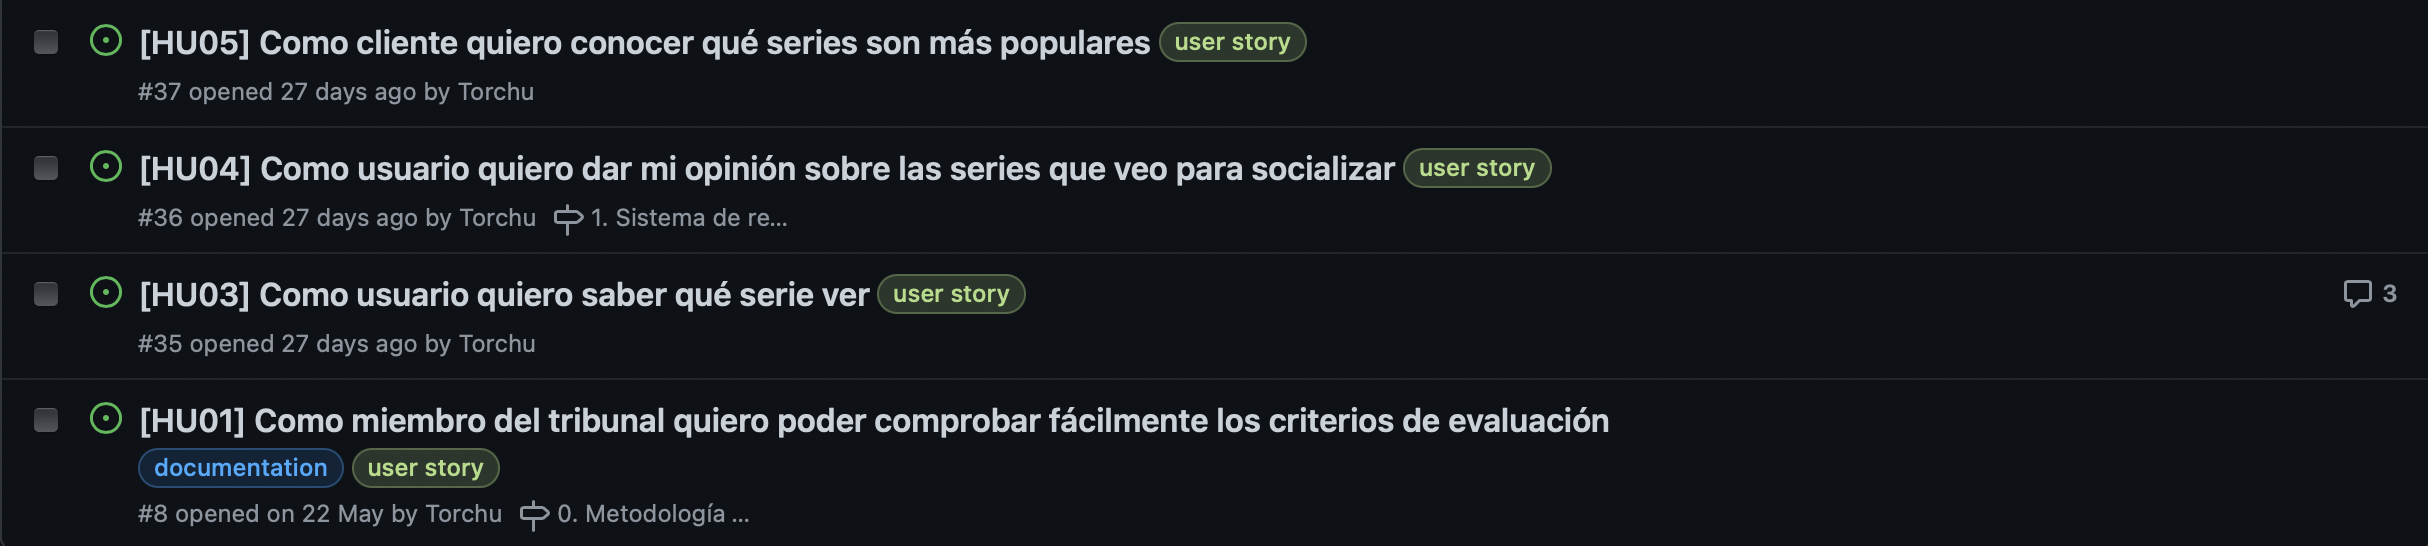 [HU05] Como cliente quiero conocer qué series son más populares user story
#37 opened 27 days ago by Torchu
[HU04] Como usuario quiero dar mi opinión sobre las series que veo para socializar user story
#36 opened 27 days ago by Torchu 1. Sistema de re...
[HU03] Como usuario quiero saber qué serie ver user story 3
#35 opened 27 days ago by Torchu
[HU01] Como miembro del tribunal quiero poder comprobar fácilmente los criterios de evaluación
documentation user story
#8 opened on 22 May by Torchu 0. Metodología ...